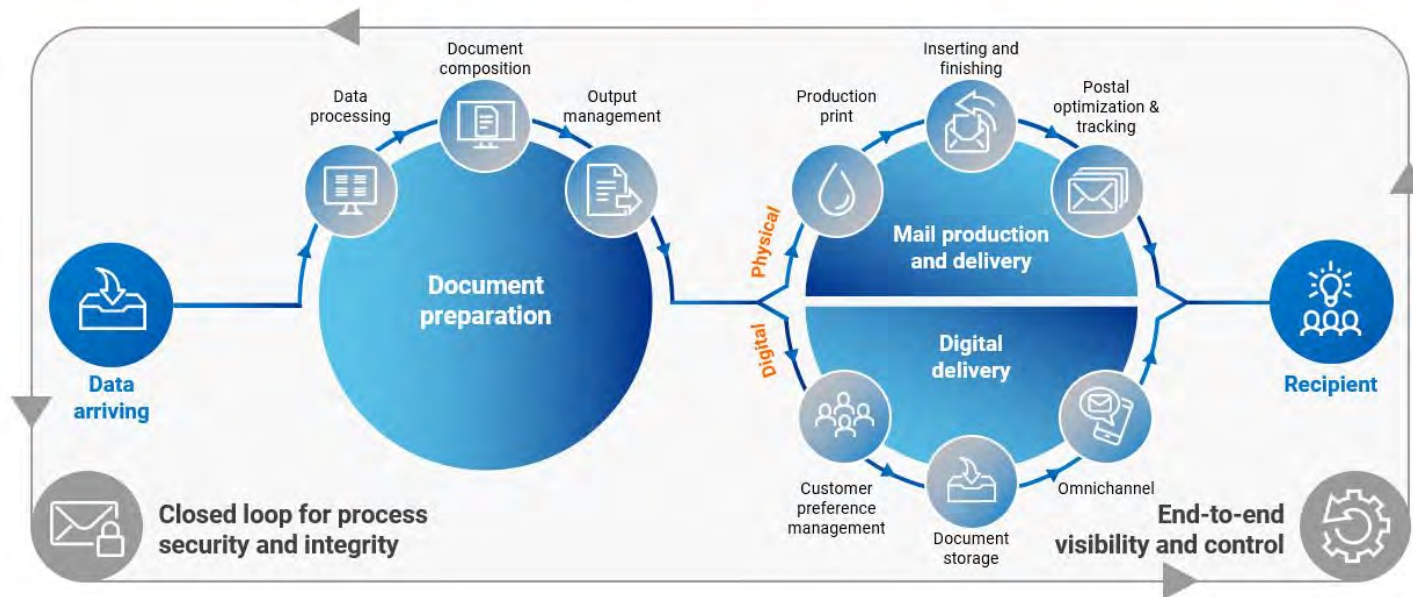 Data
arriving
Data
processing
Document
composition
Output
management
Document
preparation
Physical
Digital
Production
print
Inserting and
finishing
Postal
optimization &
tracking
Mail production
and delivery
Digital
delivery
Customer
preference
management
Document
storage
Omnichannel
Recipient
Closed loop for process
security and integrity
End-to-end
visibility and control